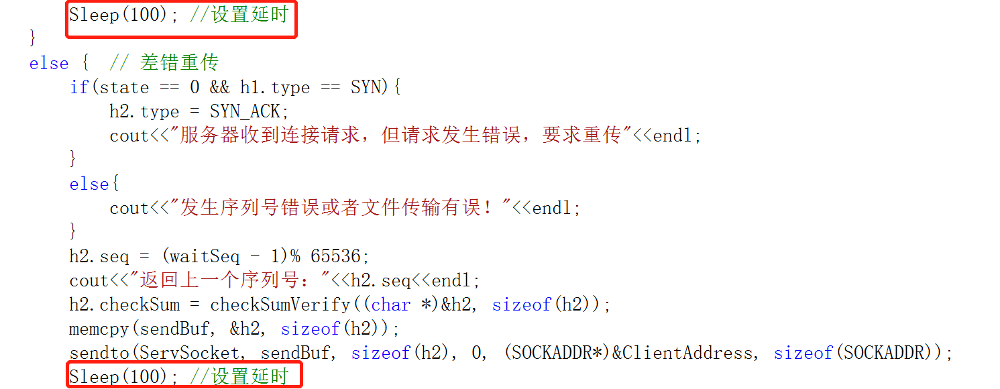 Sleep(100); //设置延时
}
else {  // 差错重传
if(state == 0 && h1.type == SYN){
h2.type = SYN_ACK;
cout<<"服务器收到连接请求，但请求发生错误，要求重传"<<endl;
}
else{
cout<<"发生序列号错误或者文件传输有误！"<<endl;
}
h2.seq = (waitSeq - 1)% 65536;
cout<<"返回上一个序列号："<<h2.seq<<endl;
h2.checkSum = checkSumVerify((char *)&h2, sizeof(h2));
memcpy(sendBuf, &h2, sizeof(h2));
sendto(ServSocket, sendBuf, sizeof(h2), 0, (SOCKADDR*)&ClientAddress, sizeof(SOCKADDR));
Sleep(100); //设置延时